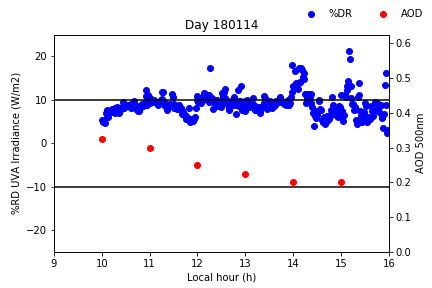 %DR AOD
Day 180114
%RD UVA Irradiance (W/m2)
20
10
0
−10
−20
0.6
0.5
0.4
0.3
0.2
0.1
0.0
AOD 500nm
9 10 11 12 13 14 15 16
Local hour (h)